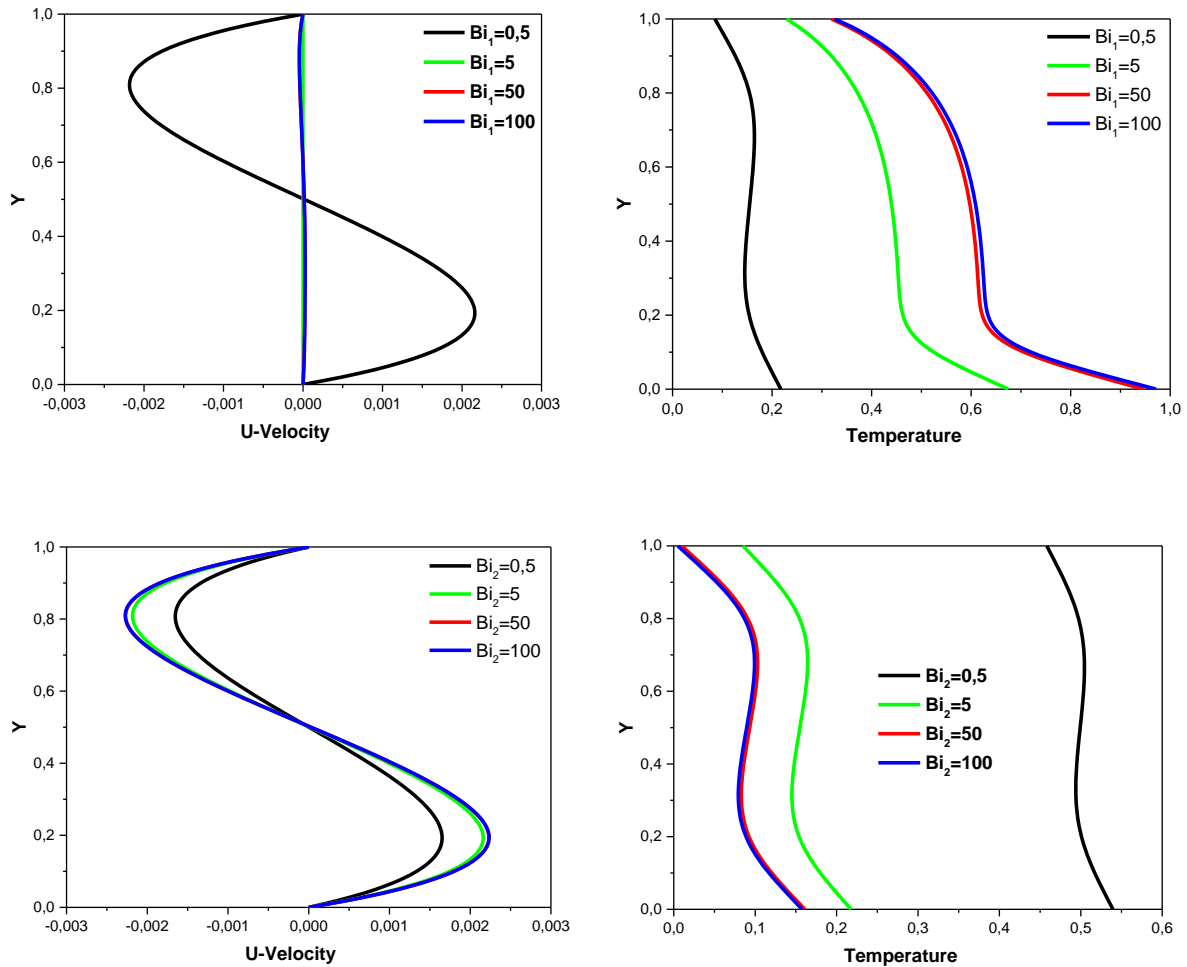 1,0
0,8
0,6
0,4
0,2
0,0
Y
-0,003 -0,002 -0,001 0,000 0,001 0,002 0,003
U-Velocity
Bi₁=0,5
Bi₁=5
Bi₁=50
Bi₁=100
1,0
0,8
0,6
0,4
0,2
0,0
Y
0,0 0,2 0,4 0,6 0,8 1,0
Temperature
Bi₁=0,5
Bi₁=5
Bi₁=50
Bi₁=100
1,0
0,8
0,6
0,4
0,2
0,0
Y
-0,003 -0,002 -0,001 0,000 0,001 0,002 0,003
U-Velocity
Bi₂=0,5
Bi₂=5
Bi₂=50
Bi₂=100
1,0
0,8
0,6
0,4
0,2
0,0
Y
0,0 0,1 0,2 0,3 0,4 0,5 0,6
Temperature
Bi₂=0,5
Bi₂=5
Bi₂=50
Bi₂=100